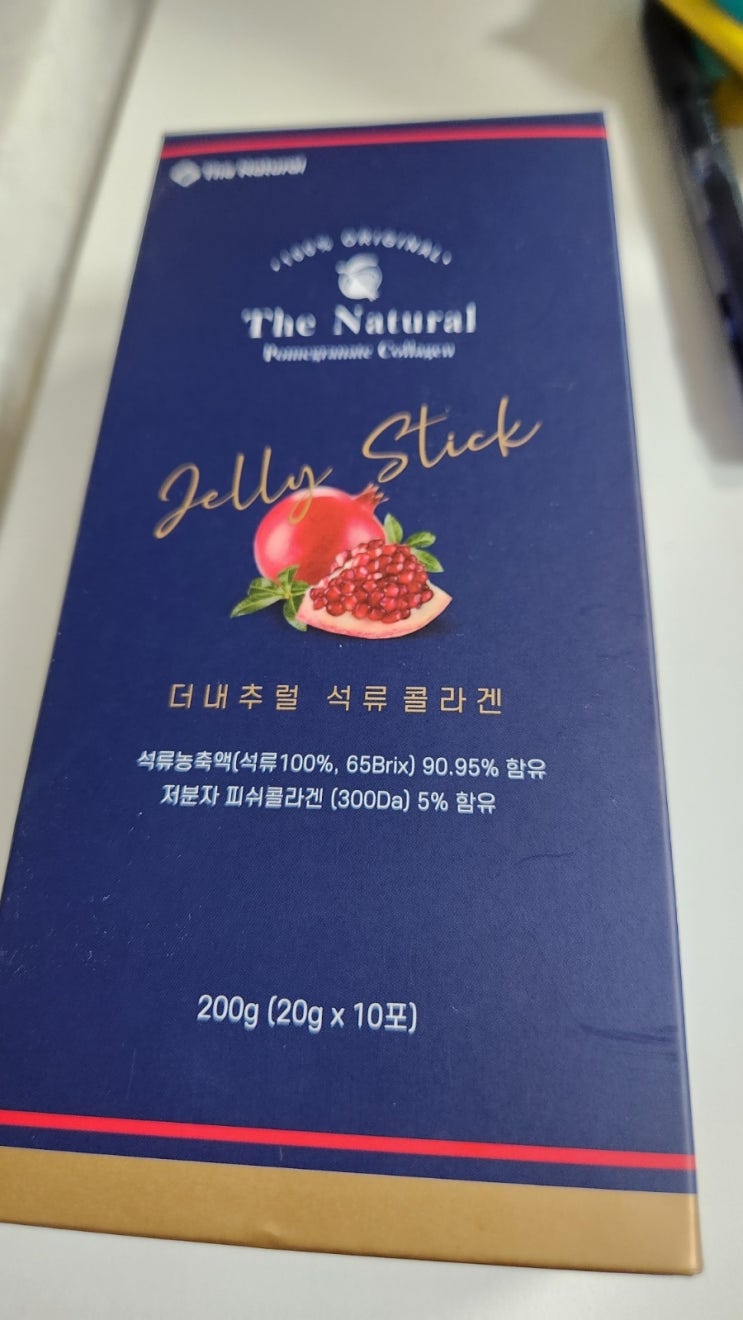 The Natural
100% ORIGINAL
The Natural
Pomegranate Collagen
Jelly Stick
더내추럴 석류콜라겐
석류농축액(석류100%, 65Brix) 90.95% 함유
저분자 피쉬콜라겐 (300Da) 5% 함유
200g (20g x 10포)